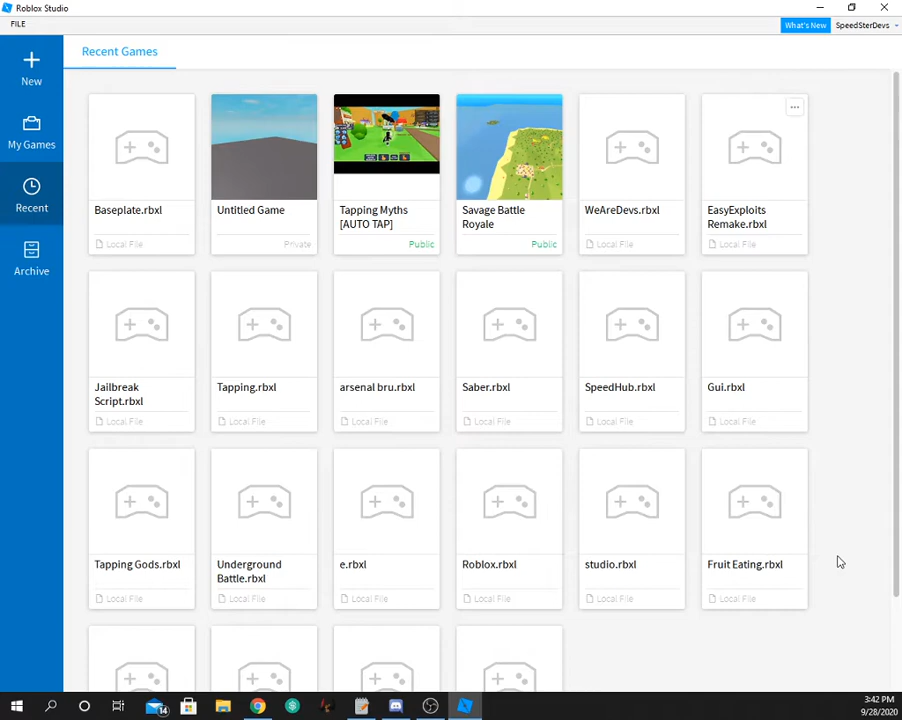 Roblox Studio
FILE
What's New
SpeedSterDevs
New
My Games
Recent
Archive
Recent Games
Baseplate.rbxl
Local File
Untitled Game
Private
Tapping Myths
[AUTO TAP]
Public
Savage Battle
Royale
Public
WeAreDevs.rbxl
Local File
EasyExploits
Remake.rbxl
Local File
Jailbreak
Script.rbxl
Local File
Tapping.rbxl
Local File
arsenal bru.rbxl
Local File
Saber.rbxl
Local File
SpeedHub.rbxl
Local File
Gui.rbxl
Local File
Tapping Gods.rbxl
Local File
Underground
Battle.rbxl
Local File
e.rbxl
Local File
Roblox.rbxl
Local File
studio.rbxl
Local File
Fruit Eating.rbxl
Local File
14
3:42 PM
9/28/2020